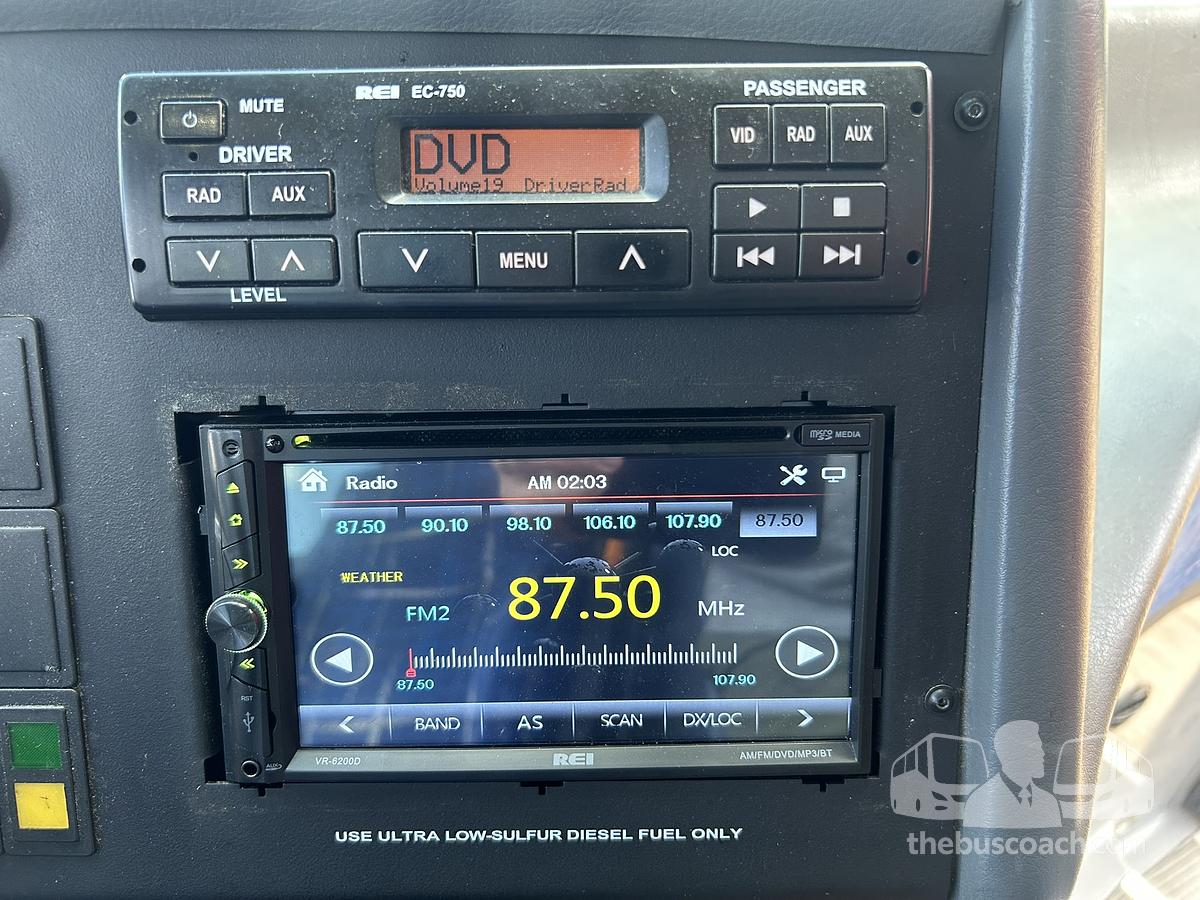 REI EC-750
MUTE
PASSENGER
VID RAD AUX
DRIVER
RAD AUX
DVD
Volume19 DriverRad
MENU
LEVEL
micro SD MEDIA
Radio AM 02:03
87.50 90.10 98.10 106.10 107.90 87.50
LOC
WEATHER
FM2 87.50 MHz
87.50 107.90
BAND AS SCAN DX/LOC
RST
AUX
VR-6200D REI AM/FM/DVD/MP3/BT
USE ULTRA LOW-SULFUR DIESEL FUEL ONLY
thebuscoach.com